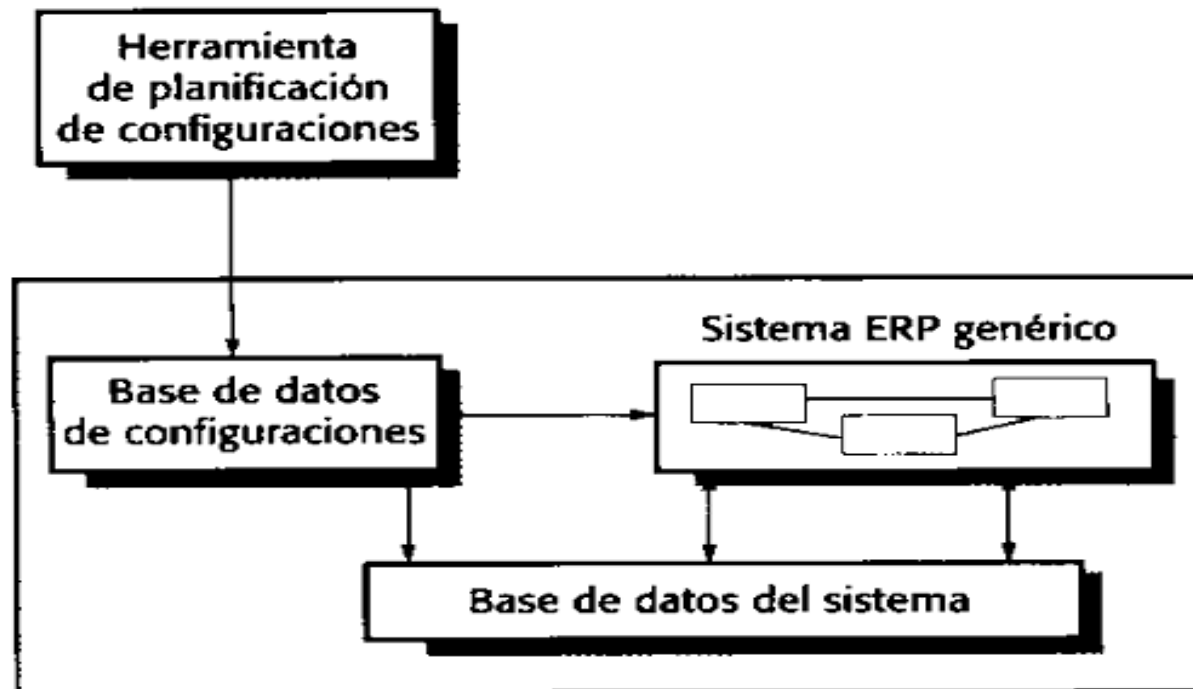 Herramienta
de planificación
de configuraciones
Sistema ERP genérico
Base de datos
de configuraciones
Base de datos del sistema